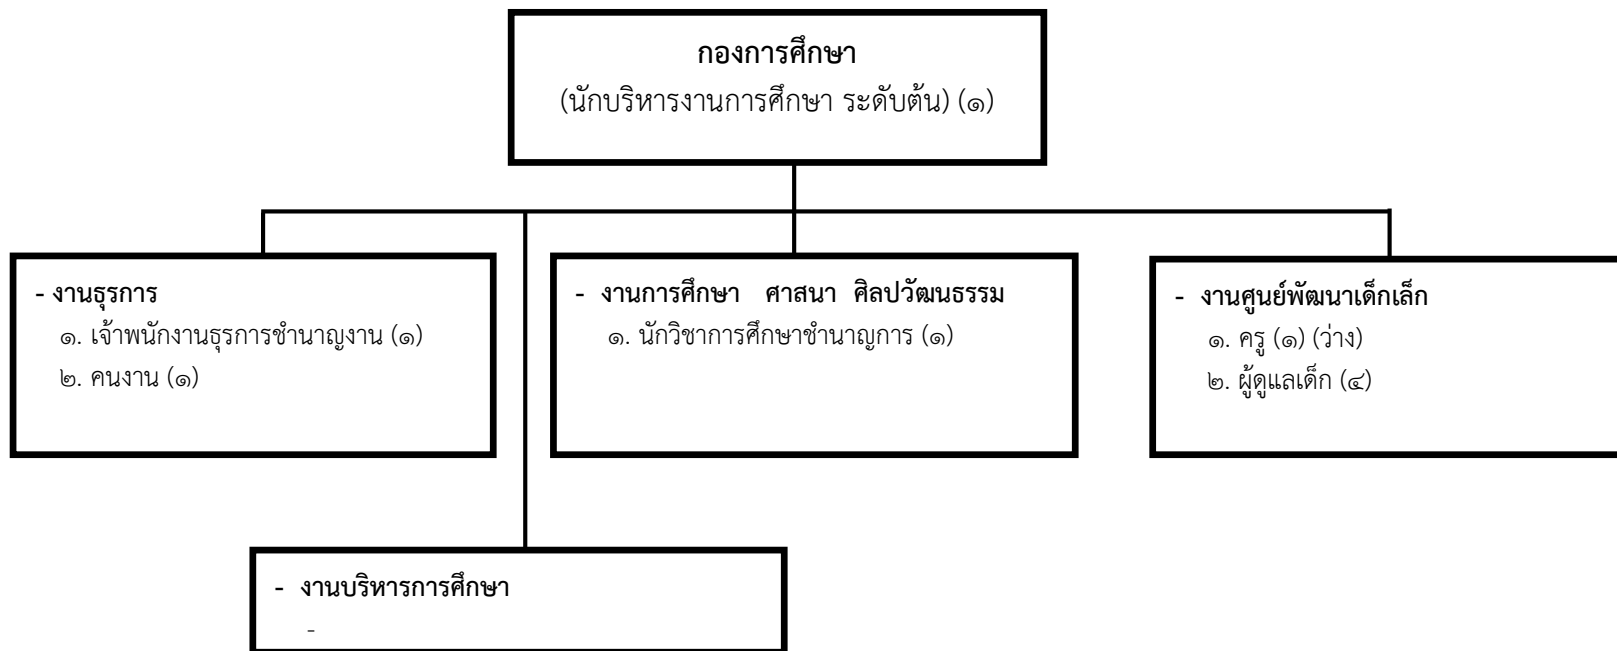 กองการศึกษา
(นักบริหารงานการศึกษา ระดับต้น) (๑)
- งานธุรการ
๑. เจ้าพนักงานธุรการชำนาญงาน (๑)
๒. คนงาน (๑)
- งานการศึกษา ศาสนา ศิลปวัฒนธรรม
๑. นักวิชาการศึกษาชำนาญการ (๑)
- งานศูนย์พัฒนาเด็กเล็ก
๑. ครู (๑) (ว่าง)
๒. ผู้ดูแลเด็ก (๔)
- งานบริหารการศึกษา
-